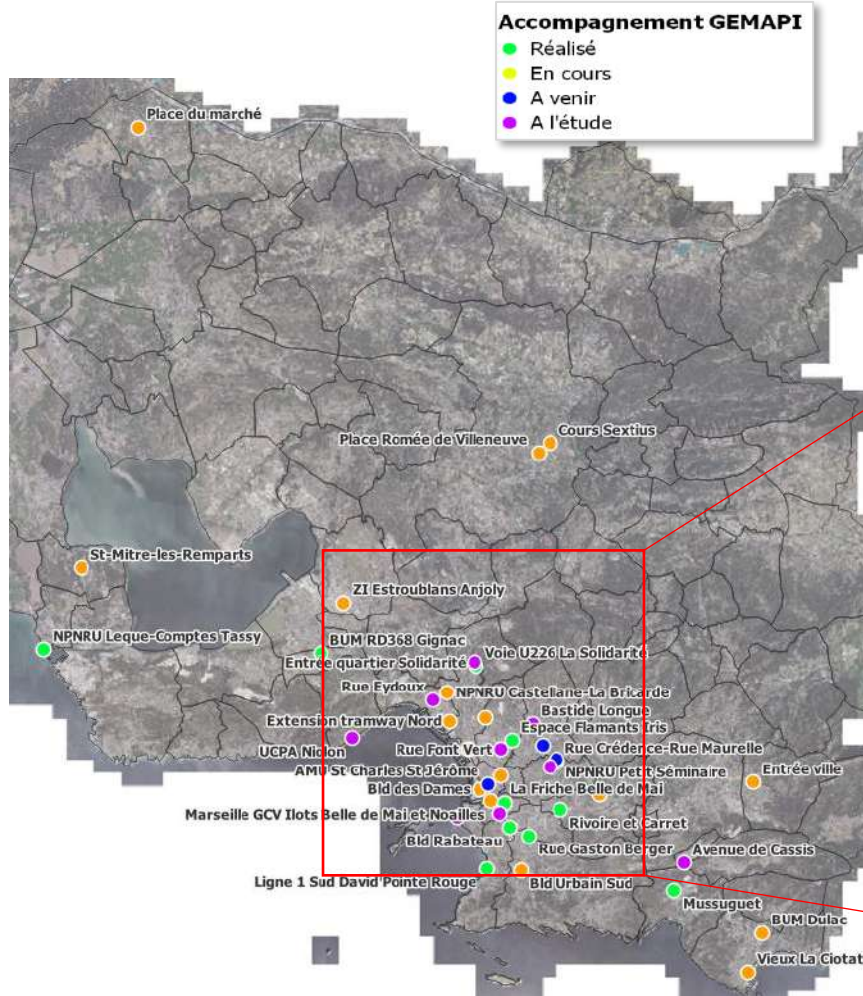 Accompagnement GEMAPI
Réalisé
En cours
A venir
A l'étude
Place du marché
Cours Sextius
Place Romée de Villeneuve
St-Mitre-les-Remparts
ZI Estroublans Anjoly
NPNRU Leque-Comptes Tassy
BUM RD368 Gignac
Voie U226 La Solidarité
Entrée quartier Solidarité
Rue Eydoux
NPNRU Castellane-La Bricarde
Bastide Longue
Extension tramway Nord
Espace Flamants Iris
UCPA Niolon
Rue Font Vert
Rue Crédence-Rue Maurelle
AMU St Charles St Jérôme
NPNRU Petit Séminaire
Entrée ville
Bld des Dames
La Friche Belle de Mai
Marseille GCV Ilots Belle de Mai et Noailles
Rivoire et Carret
Bld Rabateau
Rue Gaston Berger
Avenue de Cassis
Ligne 1 Sud David Pointe Rouge
Bld Urbain Sud
Mussuguet
BUM Dulac
Vieux La Ciotat